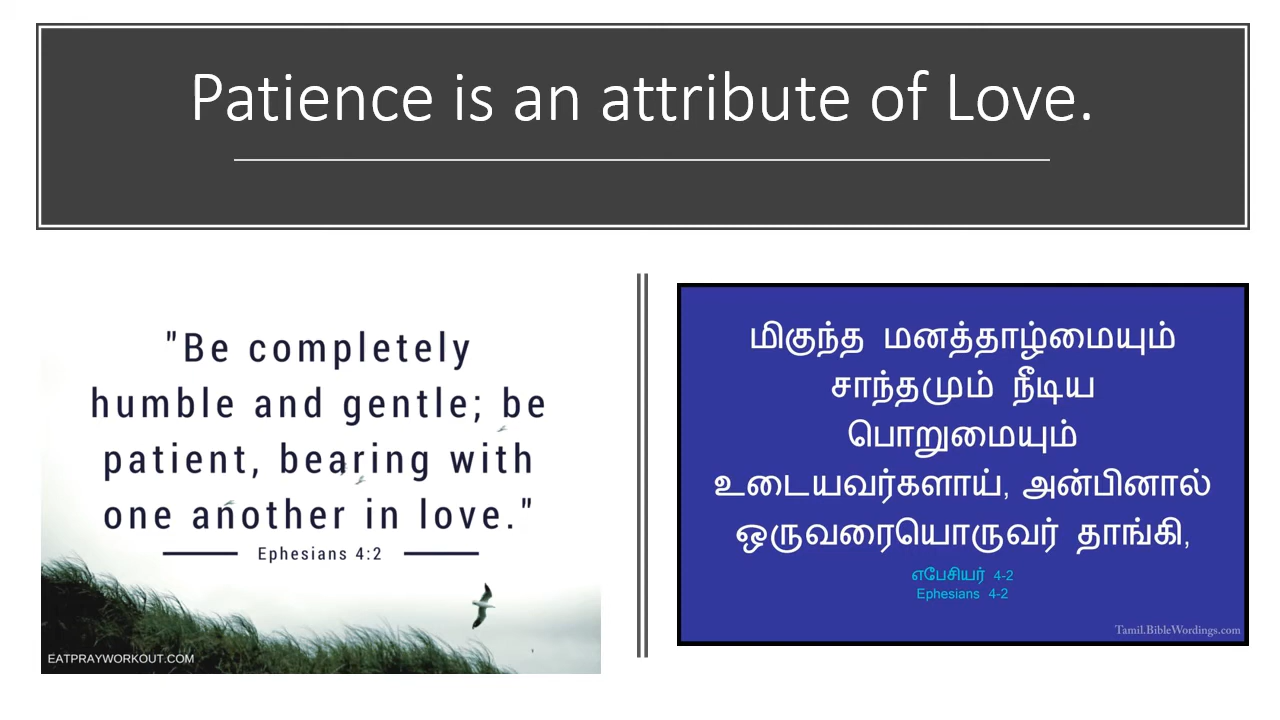 Patience is an attribute of Love.
"Be completely
humble and gentle; be
patient, bearing with
one another in love."
Ephesians 4:2
EATPRAYWORKOUT.COM
மிகுந்த மனத்தாழ்மையும்
சாந்தமும் நீடிய
பொறுமையும்
உடையவர்களாய், அன்பினால்
ஒருவரையொருவர் தாங்கி,
எபேசியர் 4-2
Ephesians 4-2
Tamil.BibleWordings.com